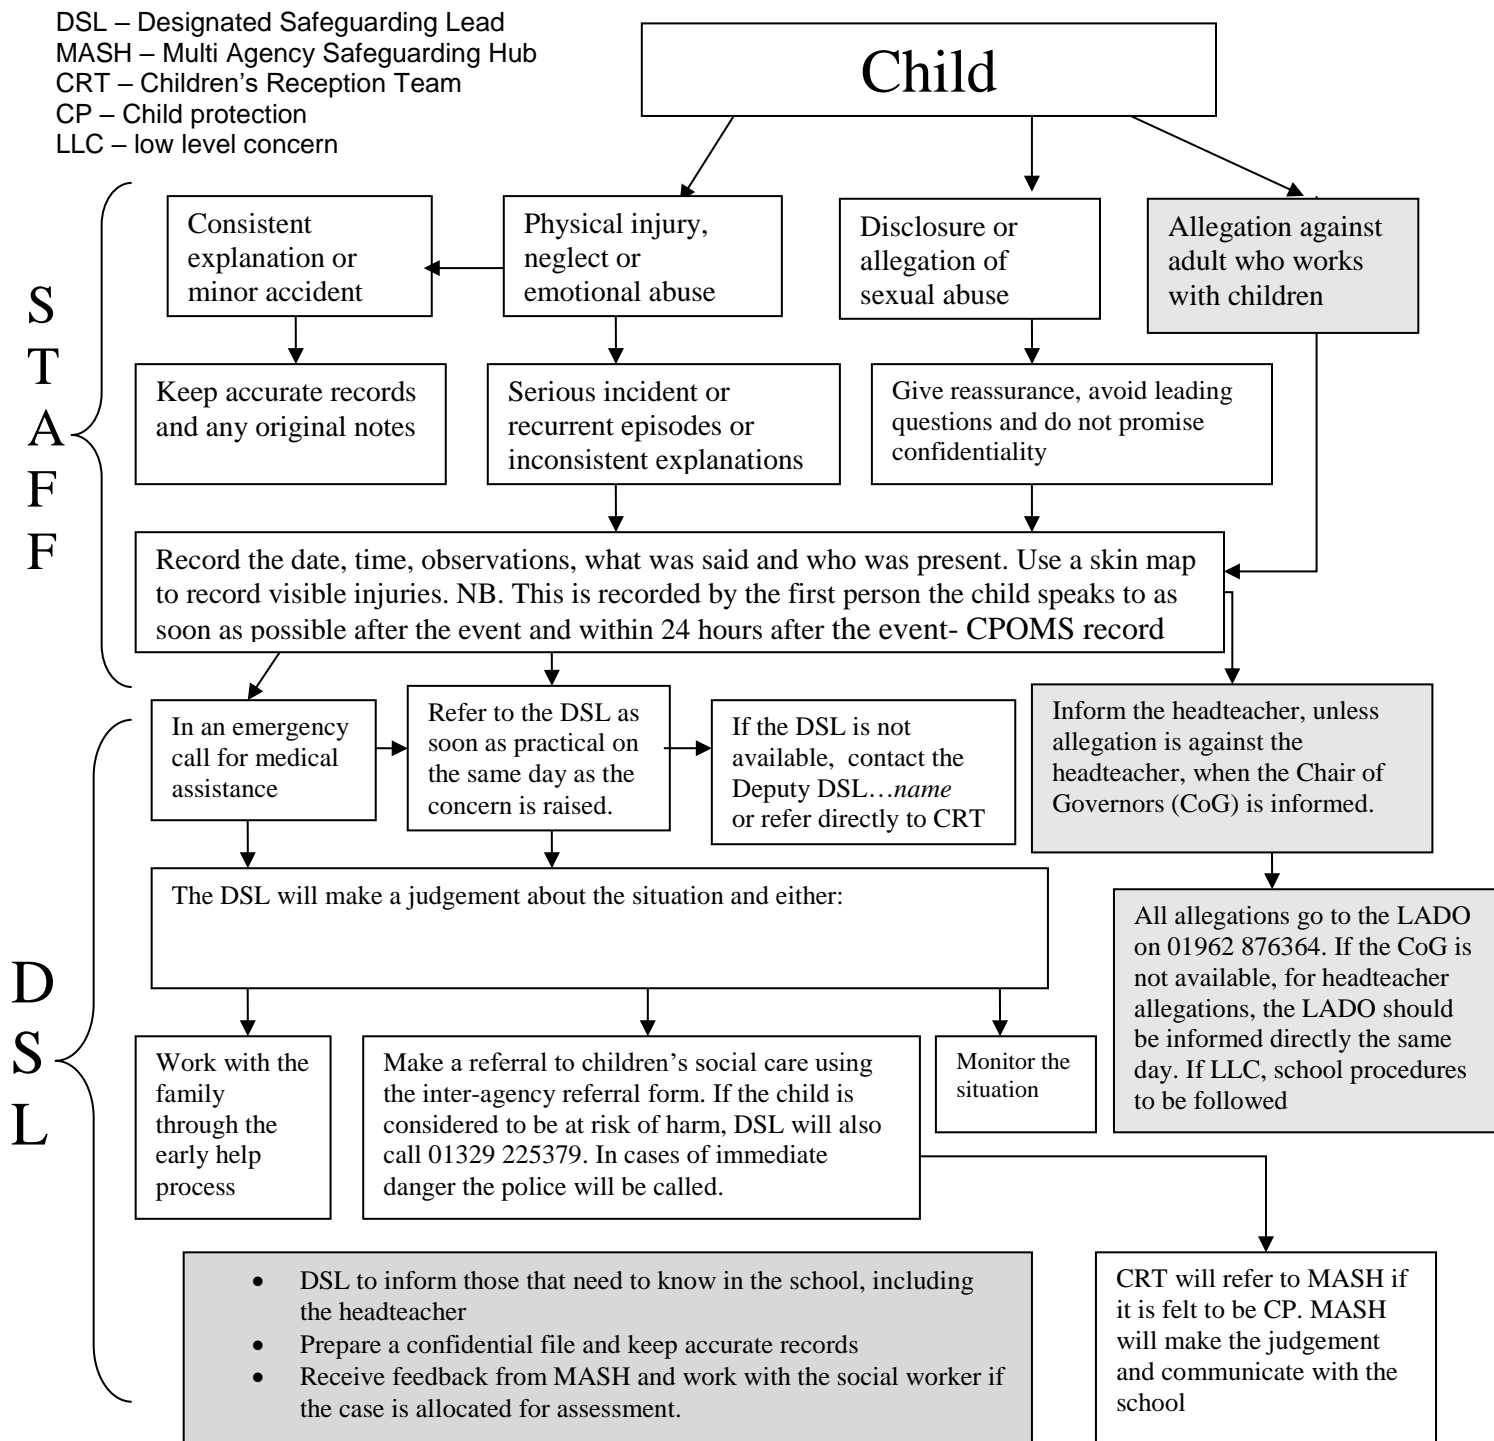 DSL – Designated Safeguarding Lead
MASH – Multi Agency Safeguarding Hub
CRT – Children's Reception Team
CP – Child protection
LLC – low level concern
Child
S
T
A
F
F
Consistent
explanation or
minor accident
Physical injury,
neglect or
emotional abuse
Disclosure or
allegation of
sexual abuse
Allegation against
adult who works
with children
Keep accurate records
and any original notes
Serious incident or
recurrent episodes or
inconsistent explanations
Give reassurance, avoid leading
questions and do not promise
confidentiality
Record the date, time, observations, what was said and who was present. Use a skin map
to record visible injuries. NB. This is recorded by the first person the child speaks to as
soon as possible after the event and within 24 hours after the event- CPOMS record
D
S
L
In an emergency
call for medical
assistance
Refer to the DSL as
soon as practical on
the same day as the
concern is raised.
If the DSL is not
available, contact the
Deputy DSL…name
or refer directly to CRT
Inform the headteacher, unless
allegation is against the
headteacher, when the Chair of
Governors (CoG) is informed.
The DSL will make a judgement about the situation and either:
All allegations go to the LADO
on 01962 876364. If the CoG is
not available, for headteacher
allegations, the LADO should
be informed directly the same
day. If LLC, school procedures
to be followed
Work with the
family
through the
early help
process
Make a referral to children's social care using
the inter-agency referral form. If the child is
considered to be at risk of harm, DSL will also
call 01329 225379. In cases of immediate
danger the police will be called.
Monitor the
situation
• DSL to inform those that need to know in the school, including
the headteacher
• Prepare a confidential file and keep accurate records
• Receive feedback from MASH and work with the social worker if
the case is allocated for assessment.
CRT will refer to MASH if
it is felt to be CP. MASH
will make the judgement
and communicate with the
school